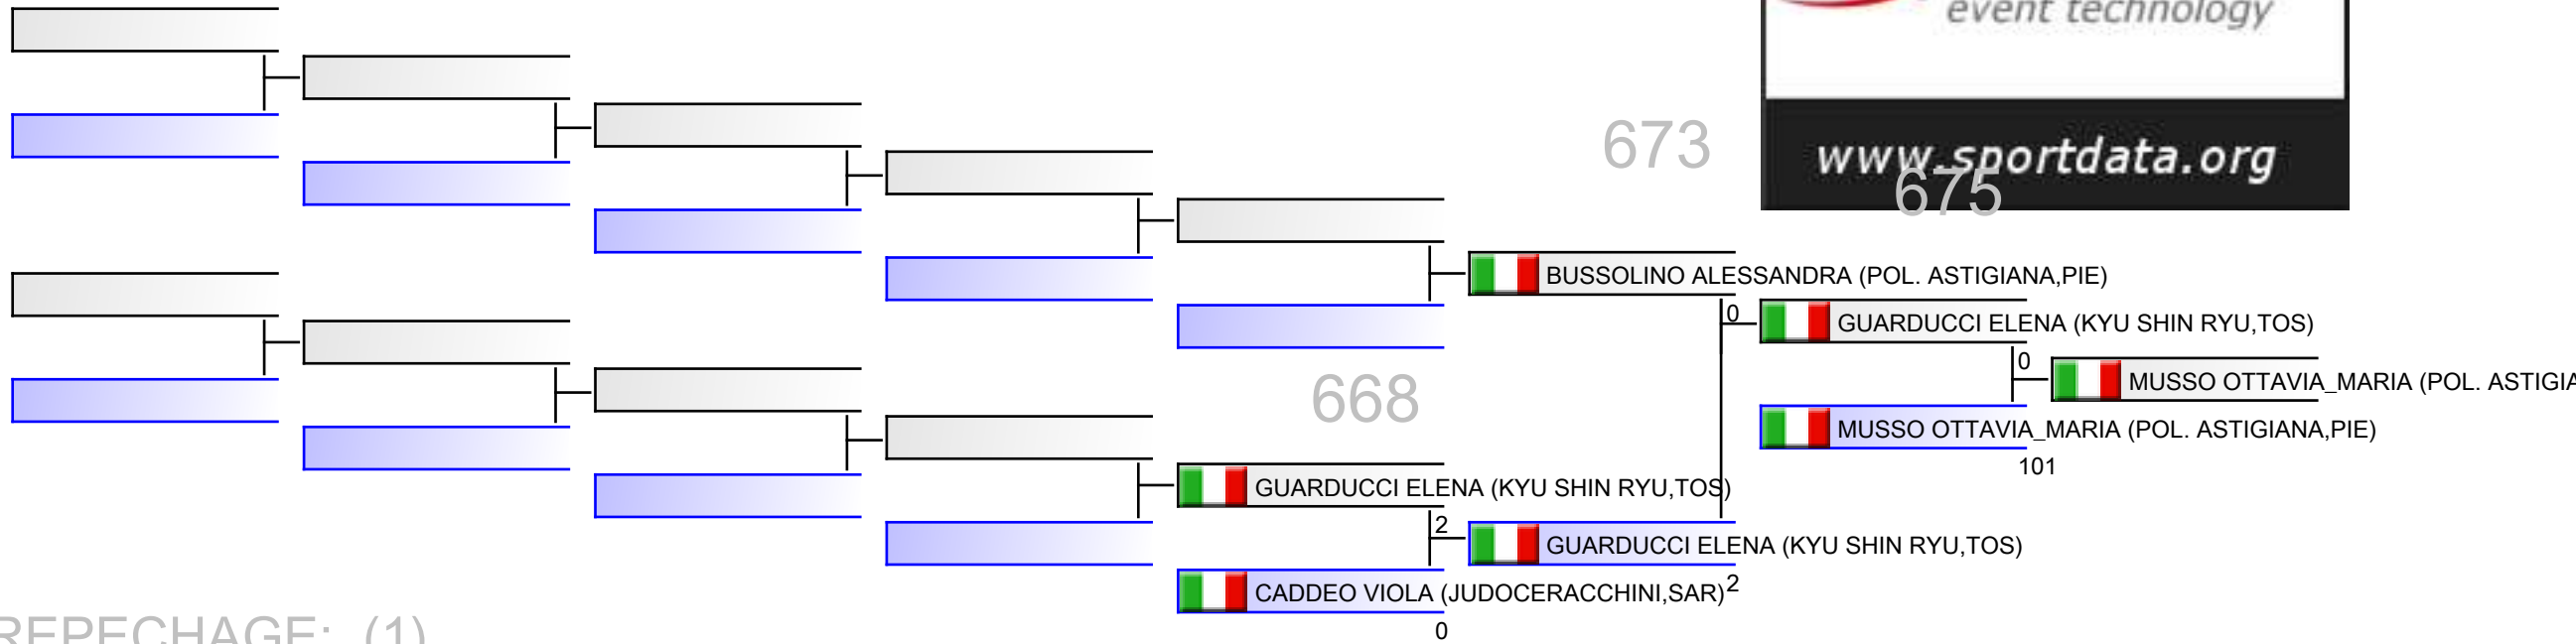 event technology
www.sportdata.org
673
675
BUSSOLINO ALESSANDRA (POL. ASTIGIANA,PIE)
0
GUARDUCCI ELENA (KYU SHIN RYU,TOS)
0
MUSSO OTTAVIA_MARIA (POL. ASTIGIA
MUSSO OTTAVIA_MARIA (POL. ASTIGIANA,PIE)
101
668
GUARDUCCI ELENA (KYU SHIN RYU,TOS)
2
GUARDUCCI ELENA (KYU SHIN RYU,TOS)
2
CADDEO VIOLA (JUDOCERACCHINI,SAR)
0
REPECHAGE: (1)